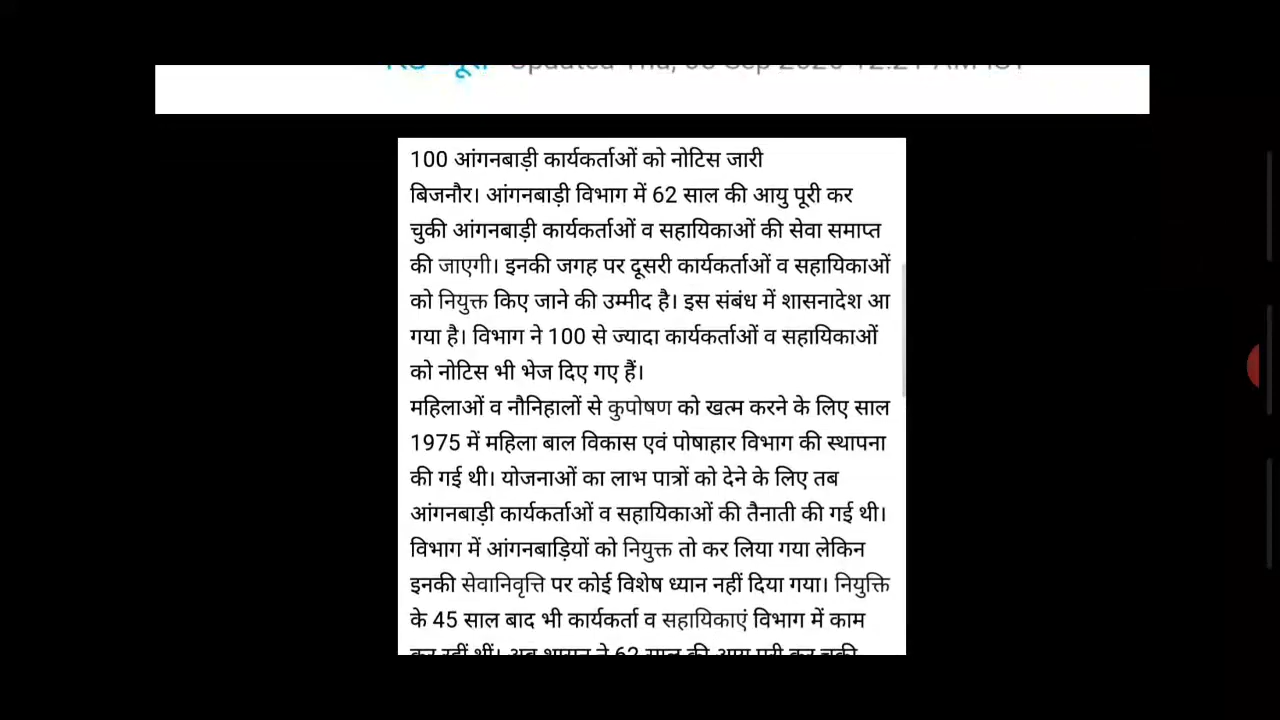 100 आंगनबाड़ी कार्यकर्ताओं को नोटिस जारी
बिजनौर। आंगनबाड़ी विभाग में 62 साल की आयु पूरी कर
चुकी आंगनबाड़ी कार्यकर्ताओं व सहायिकाओं की सेवा समाप्त
की जाएगी। इनकी जगह पर दूसरी कार्यकर्ताओं व सहायिकाओं
को नियुक्त किए जाने की उम्मीद है। इस संबंध में शासनादेश आ
गया है। विभाग ने 100 से ज्यादा कार्यकर्ताओं व सहायिकाओं
को नोटिस भी भेज दिए गए हैं।
महिलाओं व नौनिहालों से कुपोषण को खत्म करने के लिए साल
1975 में महिला बाल विकास एवं पोषाहार विभाग की स्थापना
की गई थी। योजनाओं का लाभ पात्रों को देने के लिए तब
आंगनबाड़ी कार्यकर्ताओं व सहायिकाओं की तैनाती की गई थी।
विभाग में आंगनबाड़ियों को नियुक्त तो कर लिया गया लेकिन
इनकी सेवानिवृत्ति पर कोई विशेष ध्यान नहीं दिया गया। नियुक्ति
के 45 साल बाद भी कार्यकर्ता व सहायिकाएं विभाग में काम